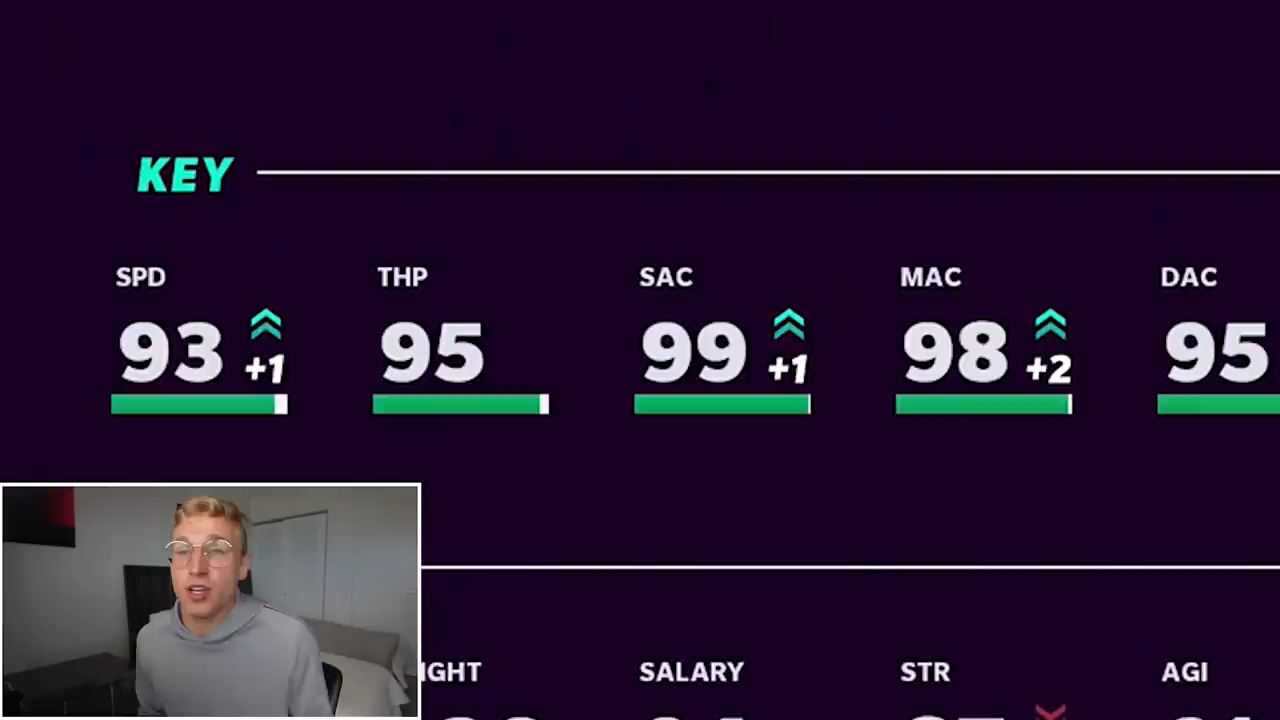 KEY
SPD THP SAC MAC DAC
93 +1 95 99 +1 98 +2 95
IGHT SALARY STR AGI